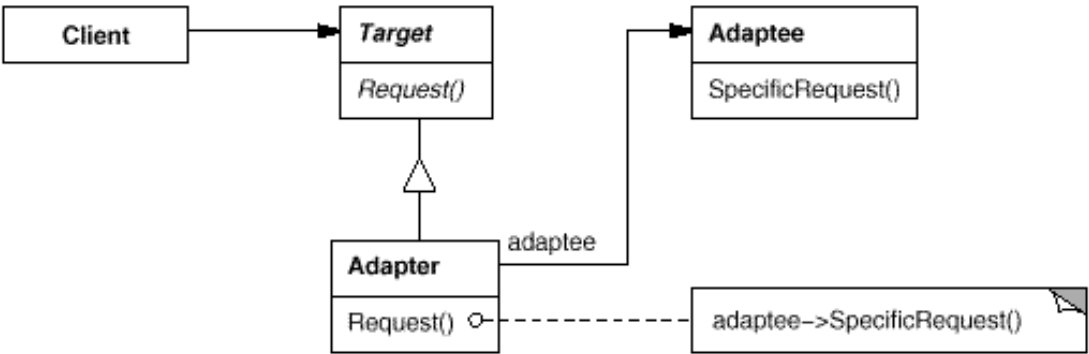 Client
Target
Request()
Adaptee
SpecificRequest()
adaptee
Adapter
Request()
adaptee->SpecificRequest()